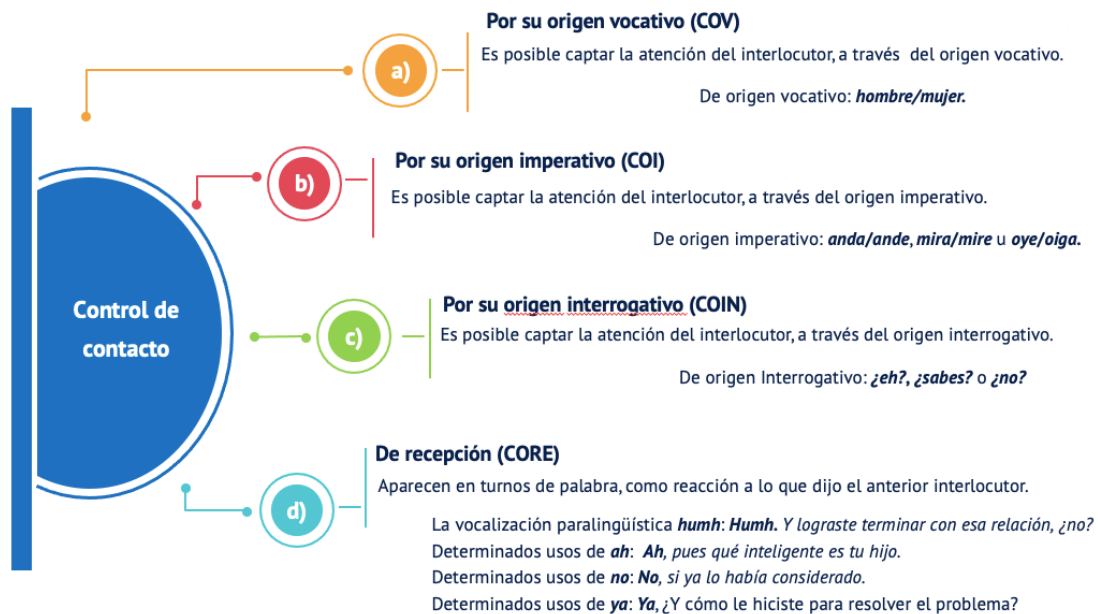 Por su origen vocativo (COV)
a)
Es posible captar la atención del interlocutor, a través del origen vocativo.
De origen vocativo: hombre/mujer.
Por su origen imperativo (COI)
b)
Es posible captar la atención del interlocutor, a través del origen imperativo.
De origen imperativo: anda/ande, mira/mire u oye/oiga.
Control de
contacto
Por su origen interrogativo (COIN)
c)
Es posible captar la atención del interlocutor, a través del origen interrogativo.
De origen Interrogativo: ¿eh?, ¿sabes? o ¿no?
De recepción (CORE)
d)
Aparecen en turnos de palabra, como reacción a lo que dijo el anterior interlocutor.
La vocalización paralingüística humh: Humh. Y lograste terminar con esa relación, ¿no?
Determinados usos de ah: Ah, pues qué inteligente es tu hijo.
Determinados usos de no: No, si ya lo había considerado.
Determinados usos de ya: Ya, ¿Y cómo le hiciste para resolver el problema?